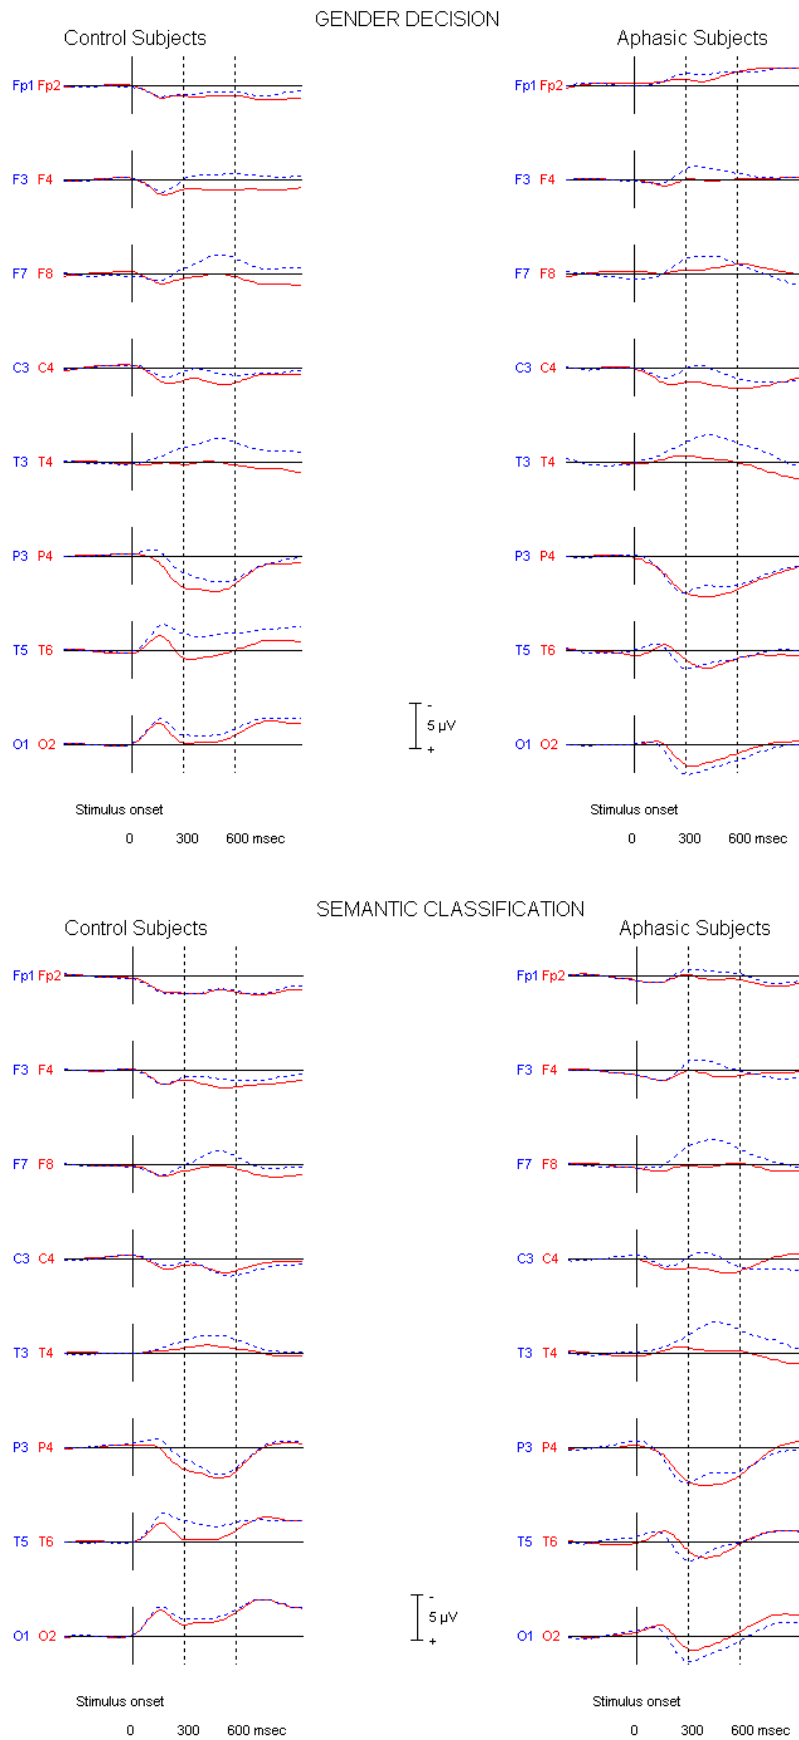 GENDER DECISION
Control Subjects Aphasic Subjects
Fp1 Fp2 Fp1 Fp2
F3 F4 F3 F4
F7 F8 F7 F8
C3 C4 C3 C4
T3 T4 T3 T4
P3 P4 P3 P4
T5 T6 T5 T6
-
5 µV
+
O1 O2 O1 O2
Stimulus onset Stimulus onset
0 300 600 msec 0 300 600 msec
SEMANTIC CLASSIFICATION
Control Subjects Aphasic Subjects
Fp1 Fp2 Fp1 Fp2
F3 F4 F3 F4
F7 F8 F7 F8
C3 C4 C3 C4
T3 T4 T3 T4
P3 P4 P3 P4
T5 T6 T5 T6
-
5 µV
+
O1 O2 O1 O2
Stimulus onset Stimulus onset
0 300 600 msec 0 300 600 msec